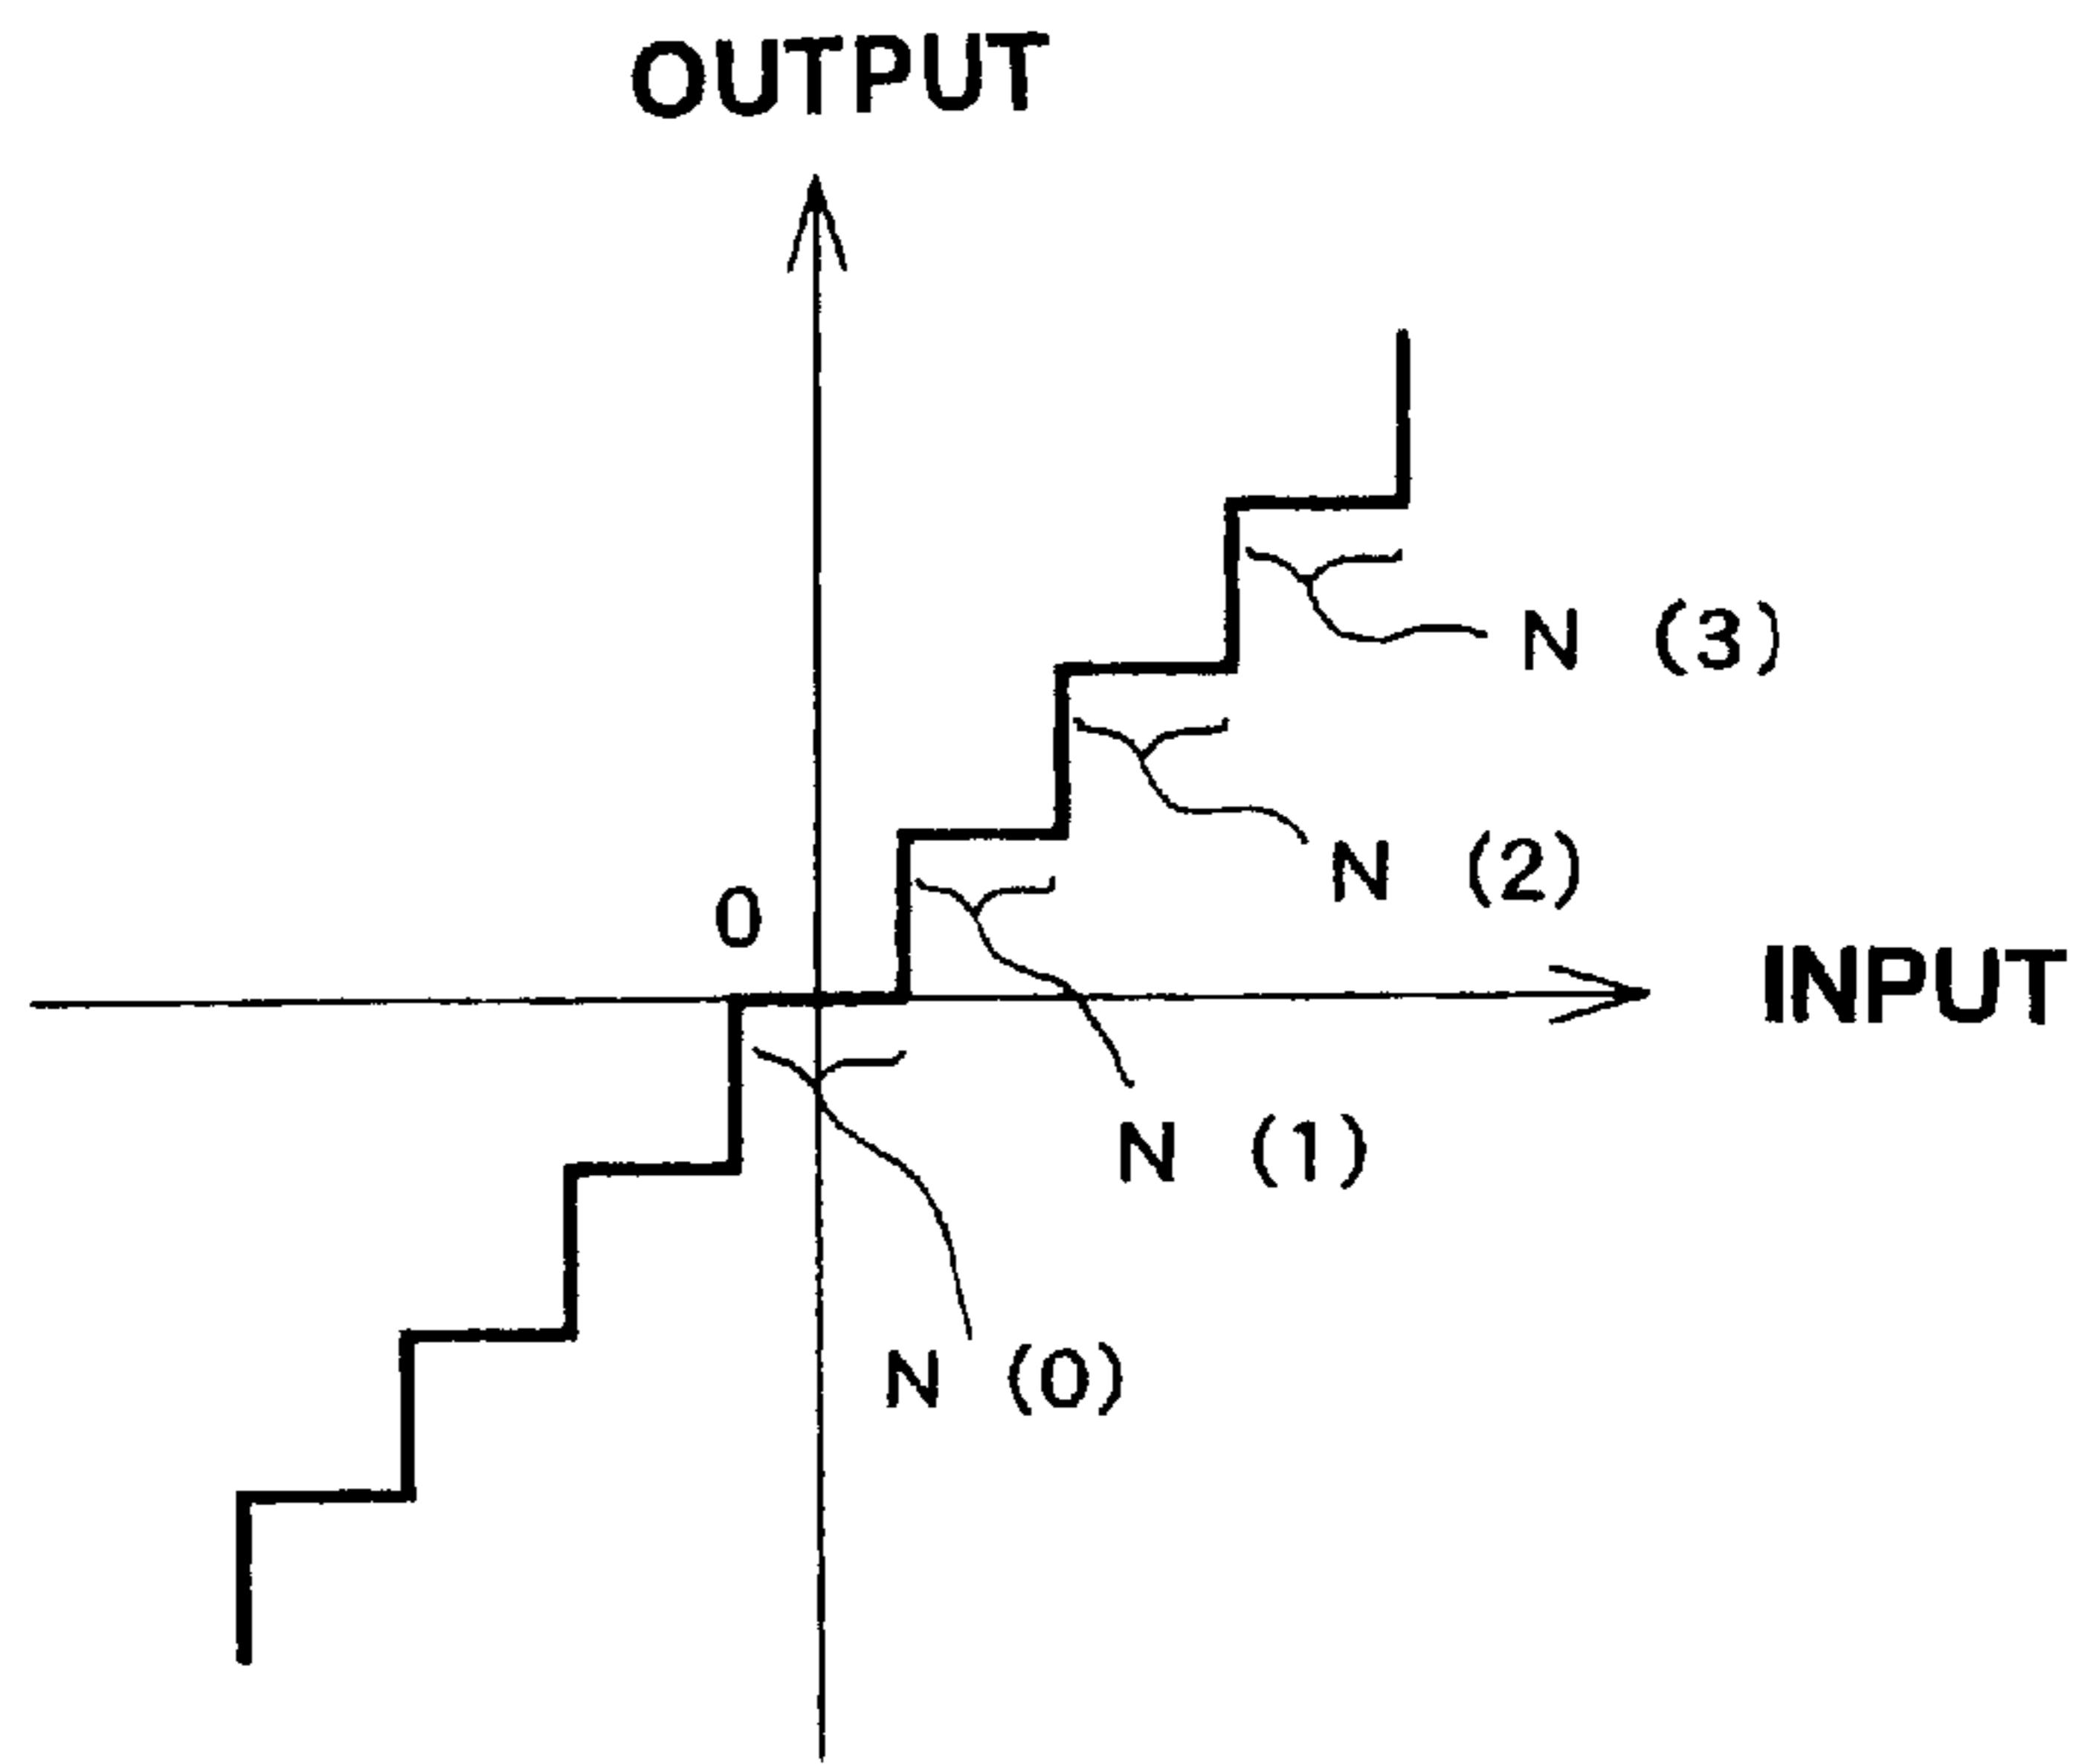 OUTPUT
N (3)
N (2)
0
INPUT
N (1)
N (0)